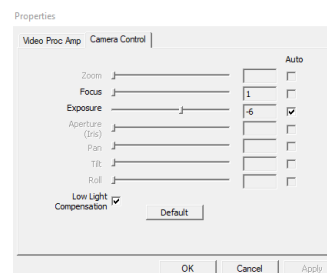 Properties
Video Proc Amp Camera Control
Auto
Zoom
Focus 1
Exposure -6
Aperture
(Iris)
Pan
Tilt
Roll
Low Light
Compensation
Default
OK Cancel Apply